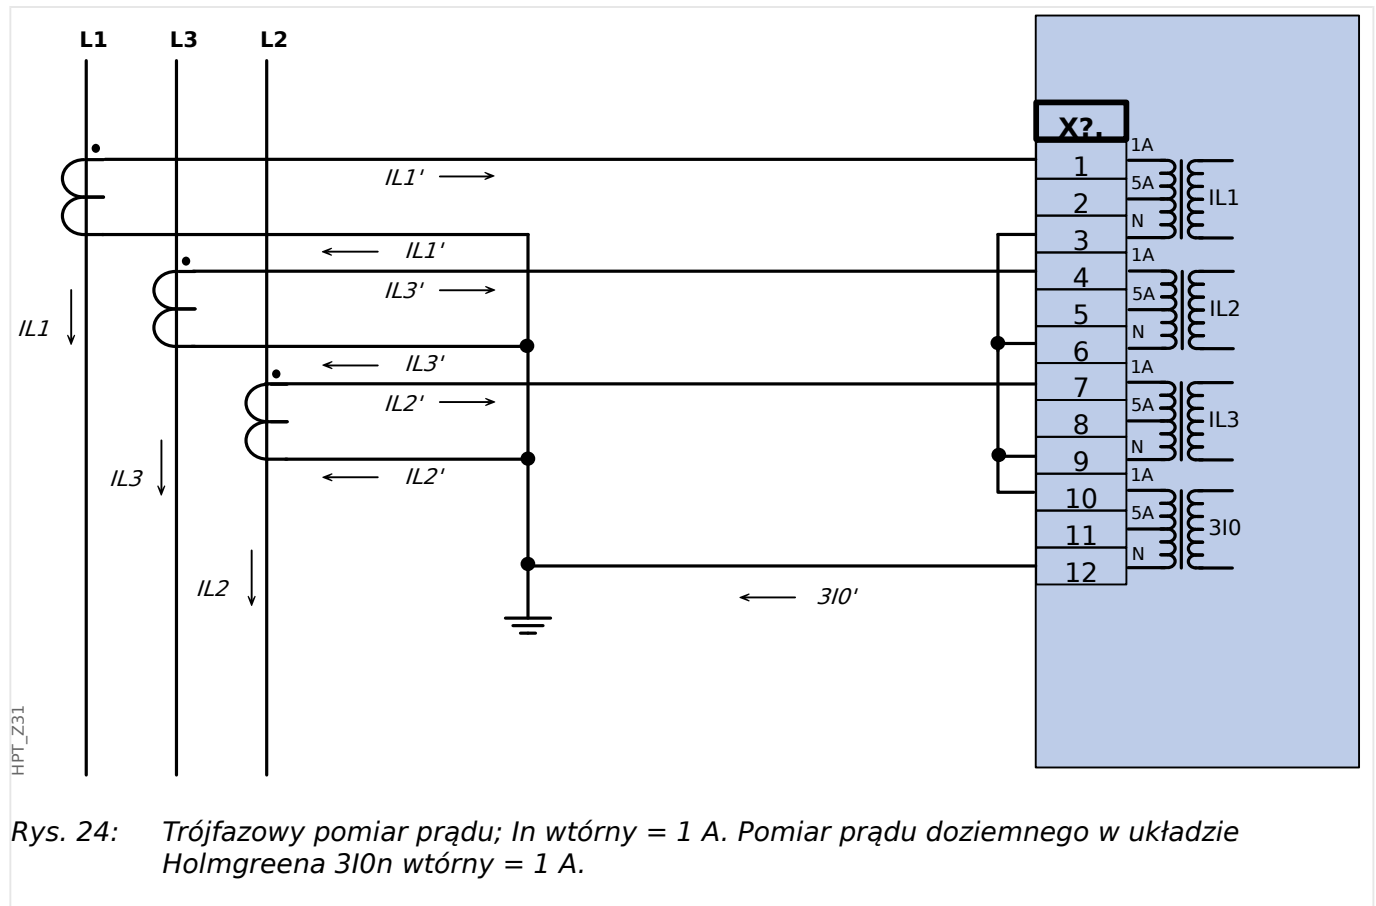 L1 L3 L2
X?.
1
2
3
4
5
6
7
8
9
10
11
12
1A
5A
N
IL1
1A
5A
N
IL2
1A
5A
N
IL3
1A
5A
N
3I0
IL1'
IL1'
IL3'
IL3'
IL2'
IL2'
3I0'
IL1
IL3
IL2
HPT_Z31
Rys. 24: Trójfazowy pomiar prądu; In wtórny = 1 A. Pomiar prądu doziemnego w układzie
Holmgreena 3I0n wtórny = 1 A.